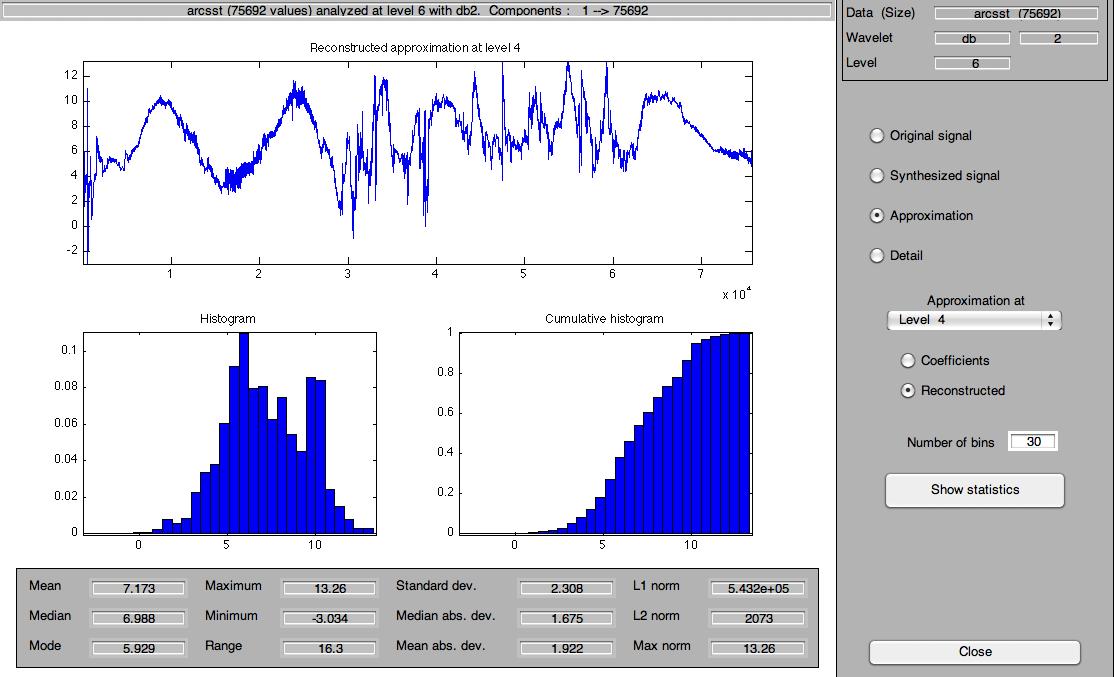 arcsst (75692 values) analyzed at level 6 with db2. Components : 1 --> 75692
Reconstructed approximation at level 4
12
10
8
6
4
2
0
-2
1 2 3 4 5 6 7
x 10^4
Histogram
0.1
0.08
0.06
0.04
0.02
0
0 5 10
Cumulative histogram
1
0.8
0.6
0.4
0.2
0
0 5 10
Mean 7.173 Maximum 13.26 Standard dev. 2.308 L1 norm 5.432e+05
Median 6.988 Minimum -3.034 Median abs. dev. 1.675 L2 norm 2073
Mode 5.929 Range 16.3 Mean abs. dev. 1.922 Max norm 13.26
Data (Size) arcsst (75692)
Wavelet db 2
Level 6
Original signal
Synthesized signal
Approximation
Detail
Approximation at
Level 4
Coefficients
Reconstructed
Number of bins 30
Show statistics
Close